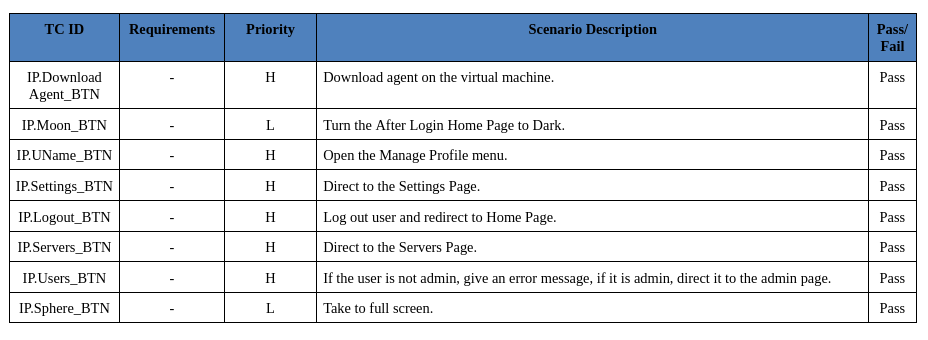 TC ID Requirements Priority Scenario Description Pass/
Fail
IP.Download - H Download agent on the virtual machine. Pass
Agent_BTN
IP.Moon_BTN - L Turn the After Login Home Page to Dark. Pass
IP.UName_BTN - H Open the Manage Profile menu. Pass
IP.Settings_BTN - H Direct to the Settings Page. Pass
IP.Logout_BTN - H Log out user and redirect to Home Page. Pass
IP.Servers_BTN - H Direct to the Servers Page. Pass
IP.Users_BTN - H If the user is not admin, give an error message, if it is admin, direct it to the admin page. Pass
IP.Sphere_BTN - L Take to full screen. Pass